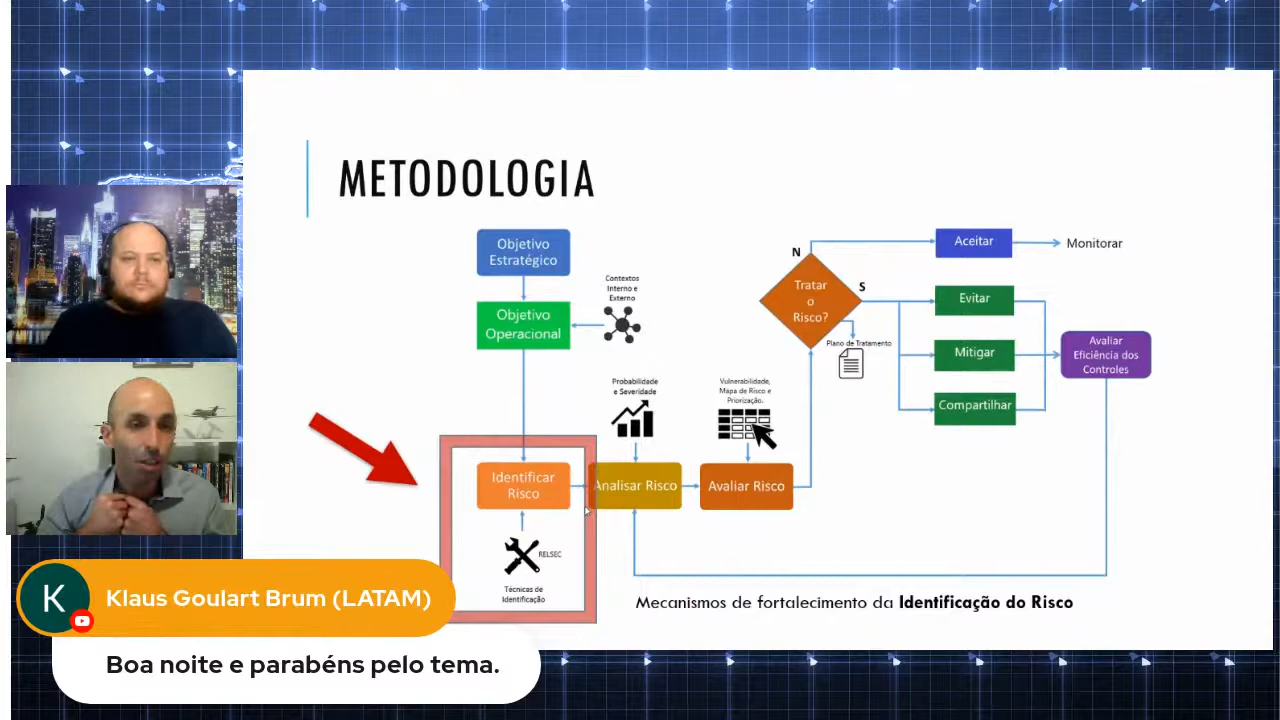 METODOLOGIA
Objetivo
Estratégico
Contextos
Interno e
Externo
Objetivo
Operacional
Probabilidade
e Severidade
Vulnerabilidade,
Mapa de Risco e
Priorização.
Identificar
Risco
Analisar Risco
Avaliar Risco
RELSEC
Técnicas de
Identificação
N
Tratar
o
Risco?
S
Plano de Tratamento
Aceitar
Monitorar
Evitar
Mitigar
Compartilhar
Avaliar
Eficiência dos
Controles
Mecanismos de fortalecimento da Identificação do Risco
K
Klaus Goulart Brum (LATAM)
Boa noite e parabéns pelo tema.